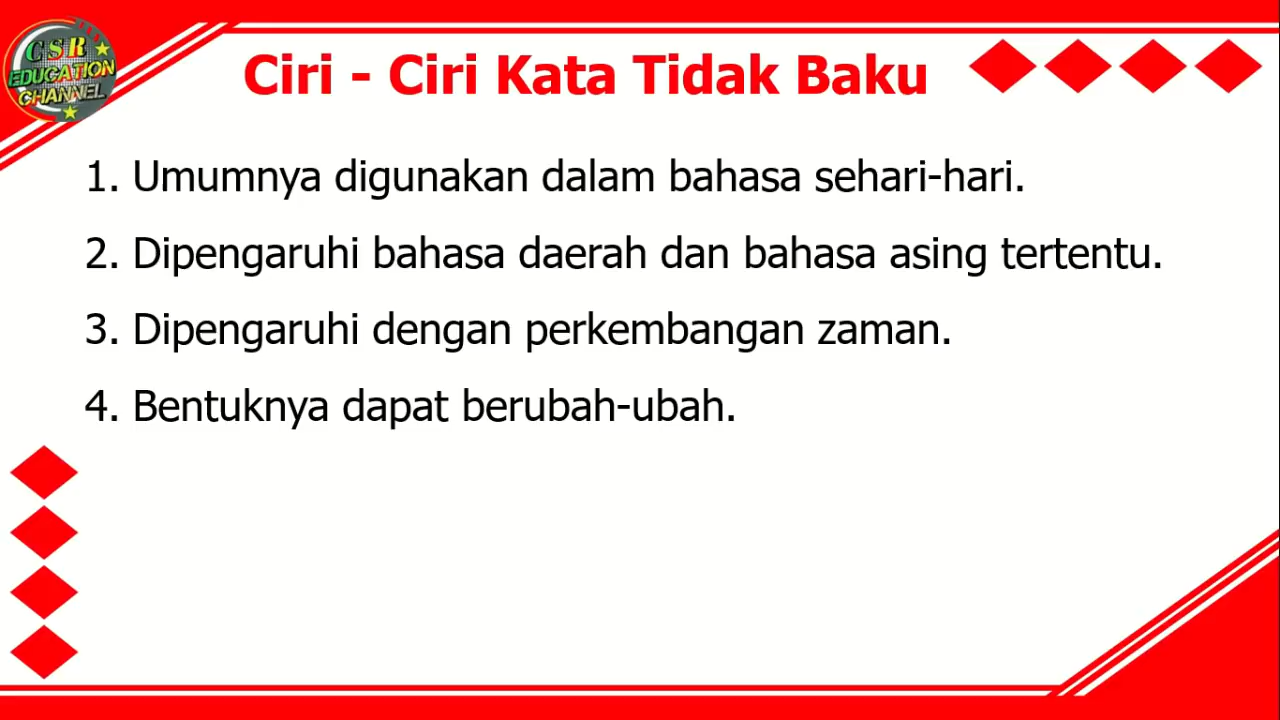 CSR
EDUCATION
CHANNEL
Ciri - Ciri Kata Tidak Baku
1. Umumnya digunakan dalam bahasa sehari-hari.
2. Dipengaruhi bahasa daerah dan bahasa asing tertentu.
3. Dipengaruhi dengan perkembangan zaman.
4. Bentuknya dapat berubah-ubah.